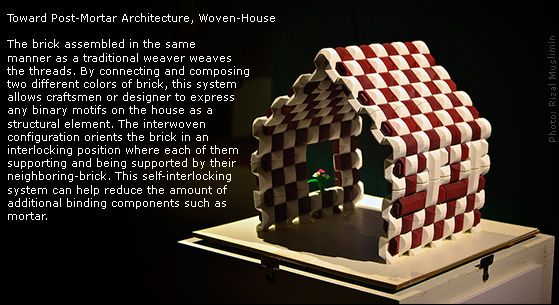 Toward Post-Mortar Architecture, Woven-House
The brick assembled in the same
manner as a traditional weaver weaves
the threads. By connecting and composing
two different colors of brick, this system
allows craftsmen or designer to express
any binary motifs on the house as a
structural element. The interwoven
configuration orients the brick in an
interlocking position where each of them
supporting and being supported by their
neighboring-brick. This self-interlocking
system can help reduce the amount of
additional binding components such as
mortar.
Photo: Rizal Muslimin